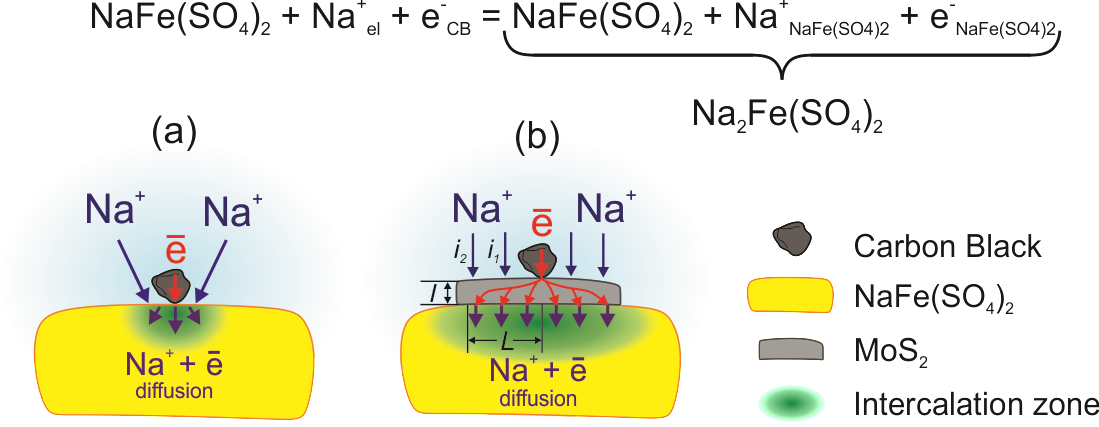 NaFe(SO₄)₂ + Na⁺el + e⁻CB = NaFe(SO₄)₂ + Na⁺NaFe(SO4)2 + e⁻NaFe(SO4)2
Na₂Fe(SO₄)₂
(a)
(b)
Na⁺
Na⁺
ē
Na⁺ + ē
diffusion
Na⁺
Na⁺
ē
i₂
i₁
l
L
Na⁺ + ē
diffusion
Carbon Black
NaFe(SO₄)₂
MoS₂
Intercalation zone